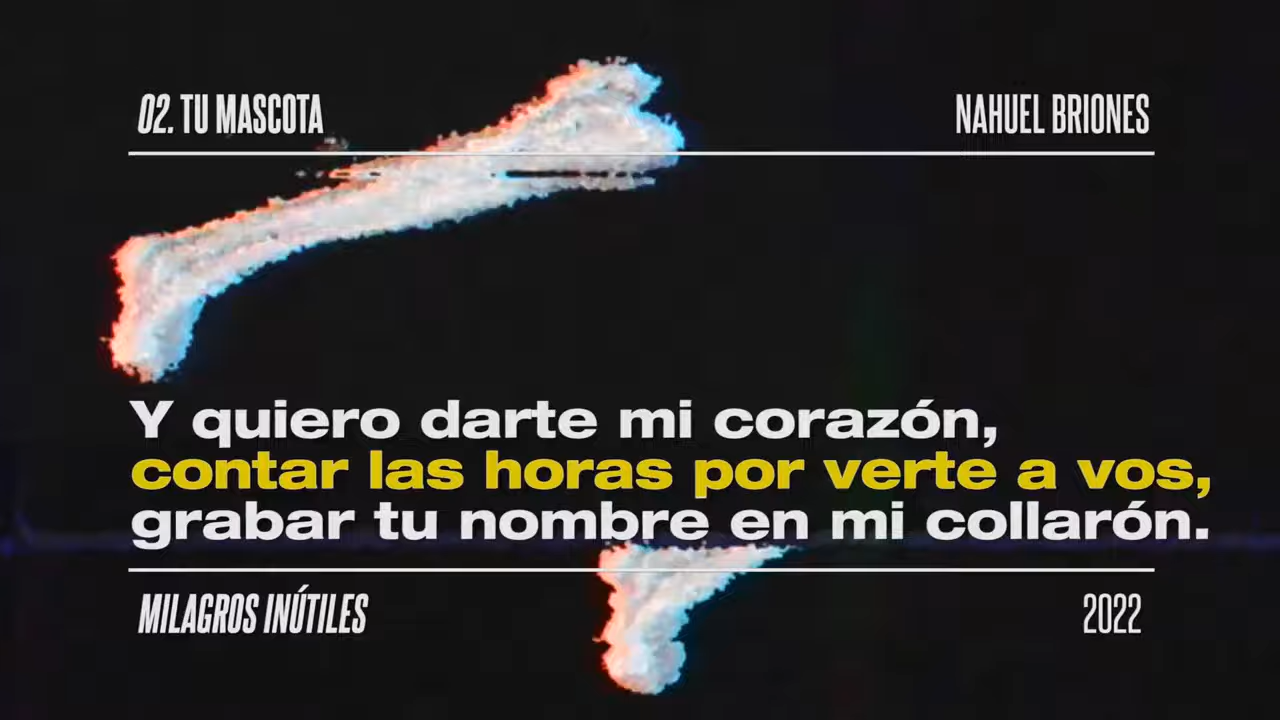 02. TU MASCOTA
NAHUEL BRIONES
Y quiero darte mi corazón,
contar las horas por verte a vos,
grabar tu nombre en mi collarón.
MILAGROS INÚTILES
2022